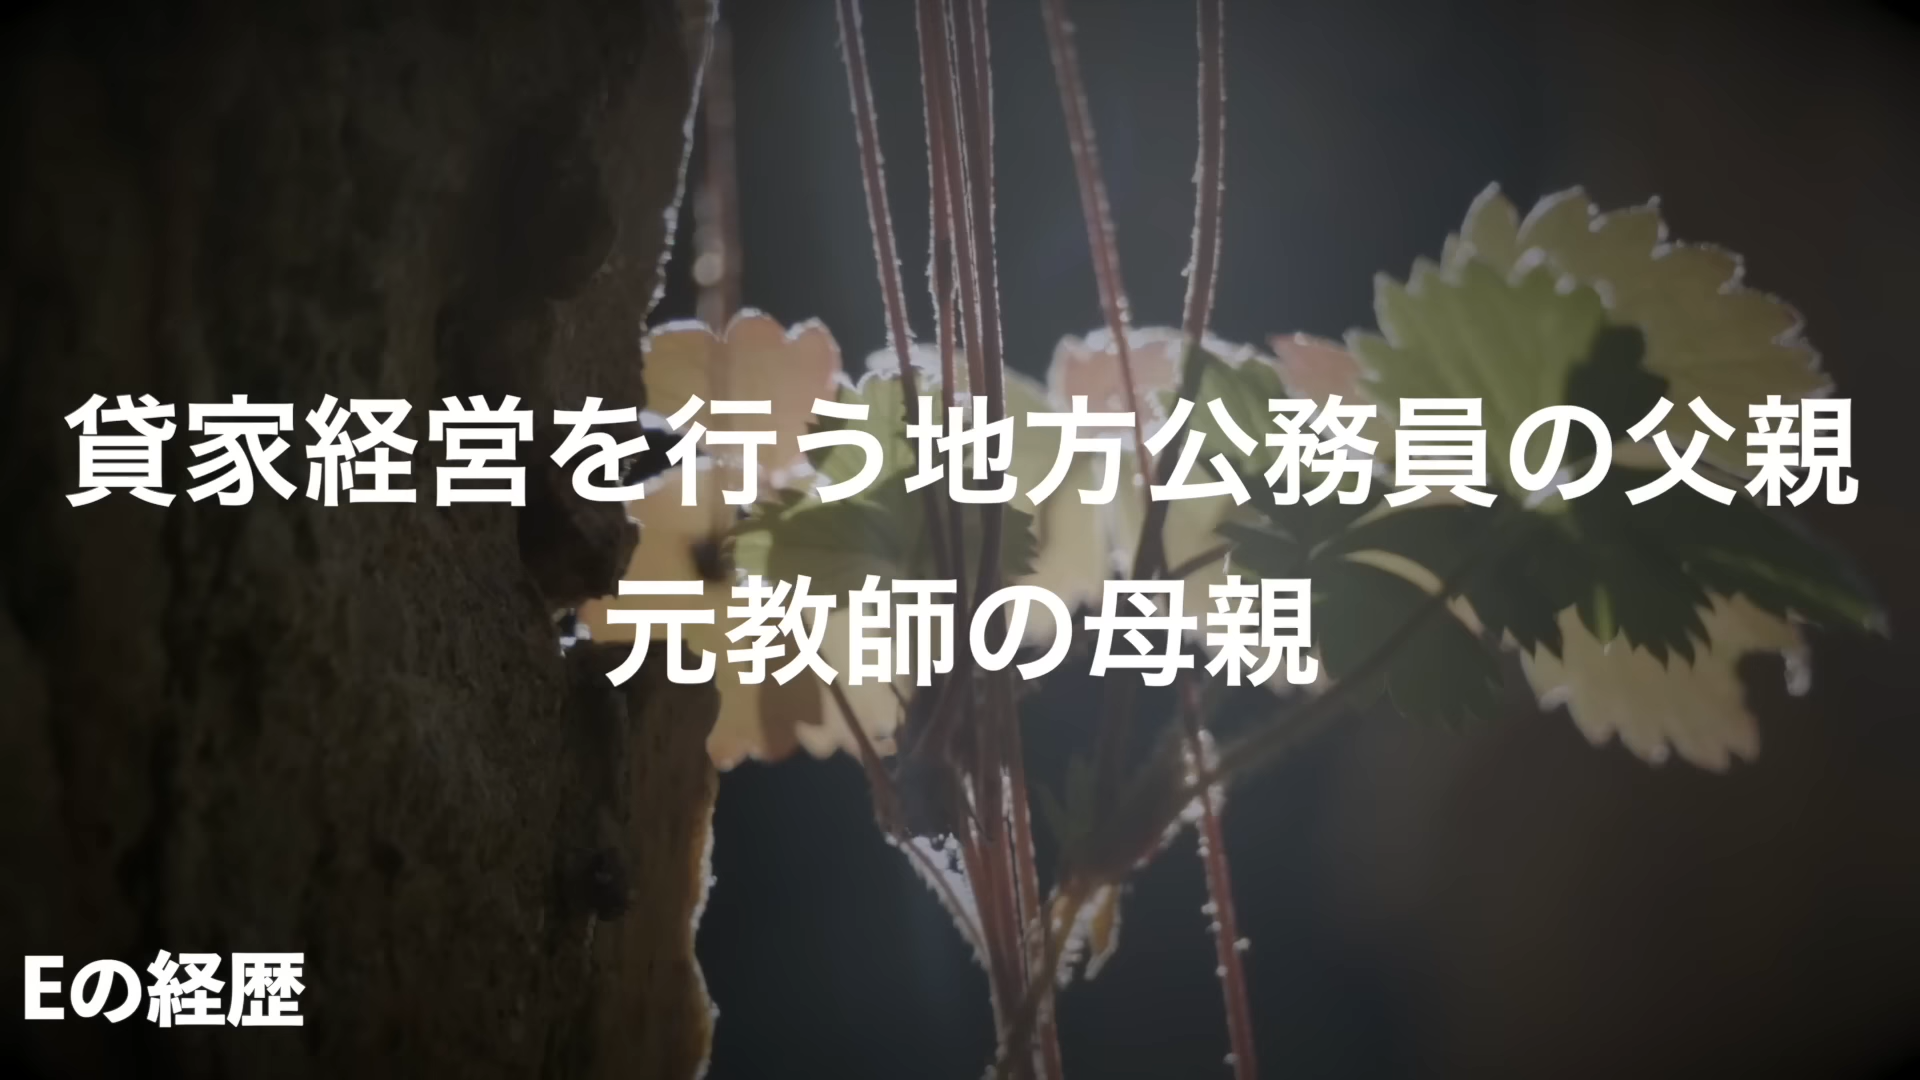 貸家経営を行う地方公務員の父親
元教師の母親
Eの経歴